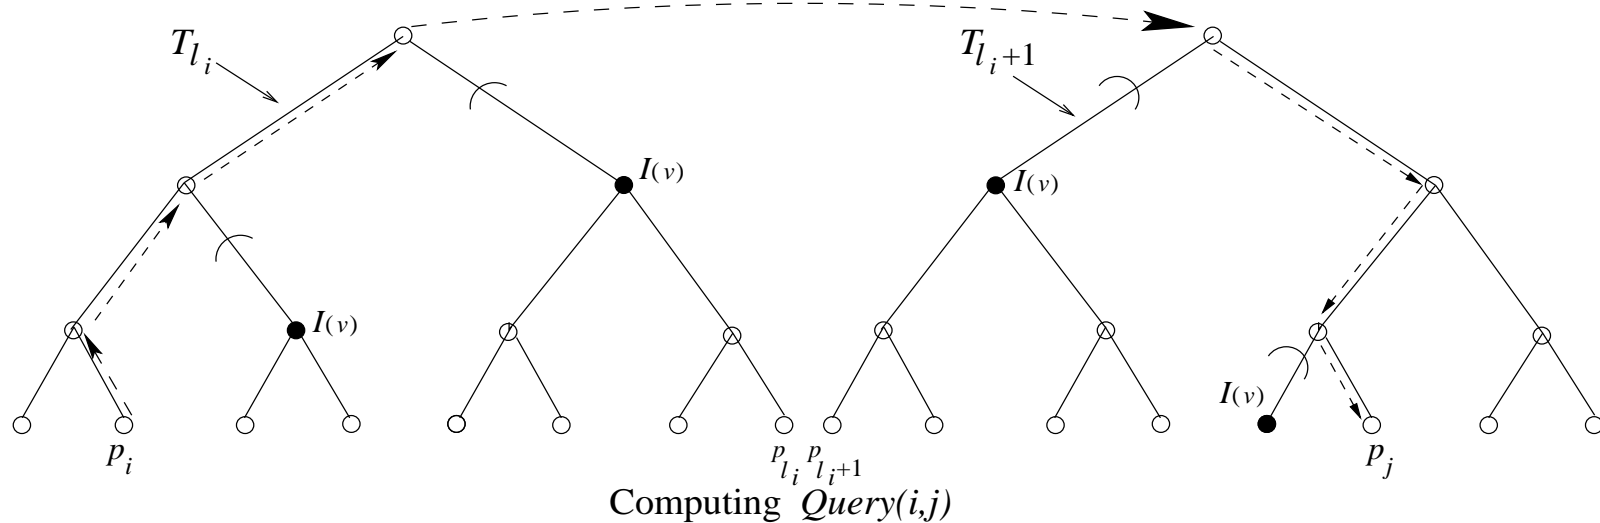 T_{l_i} T_{l_i+1}
I(v) I(v)
I(v)
I(v)
p_i p_{l_i} p_{l_i+1} p_j
Computing Query(i,j)